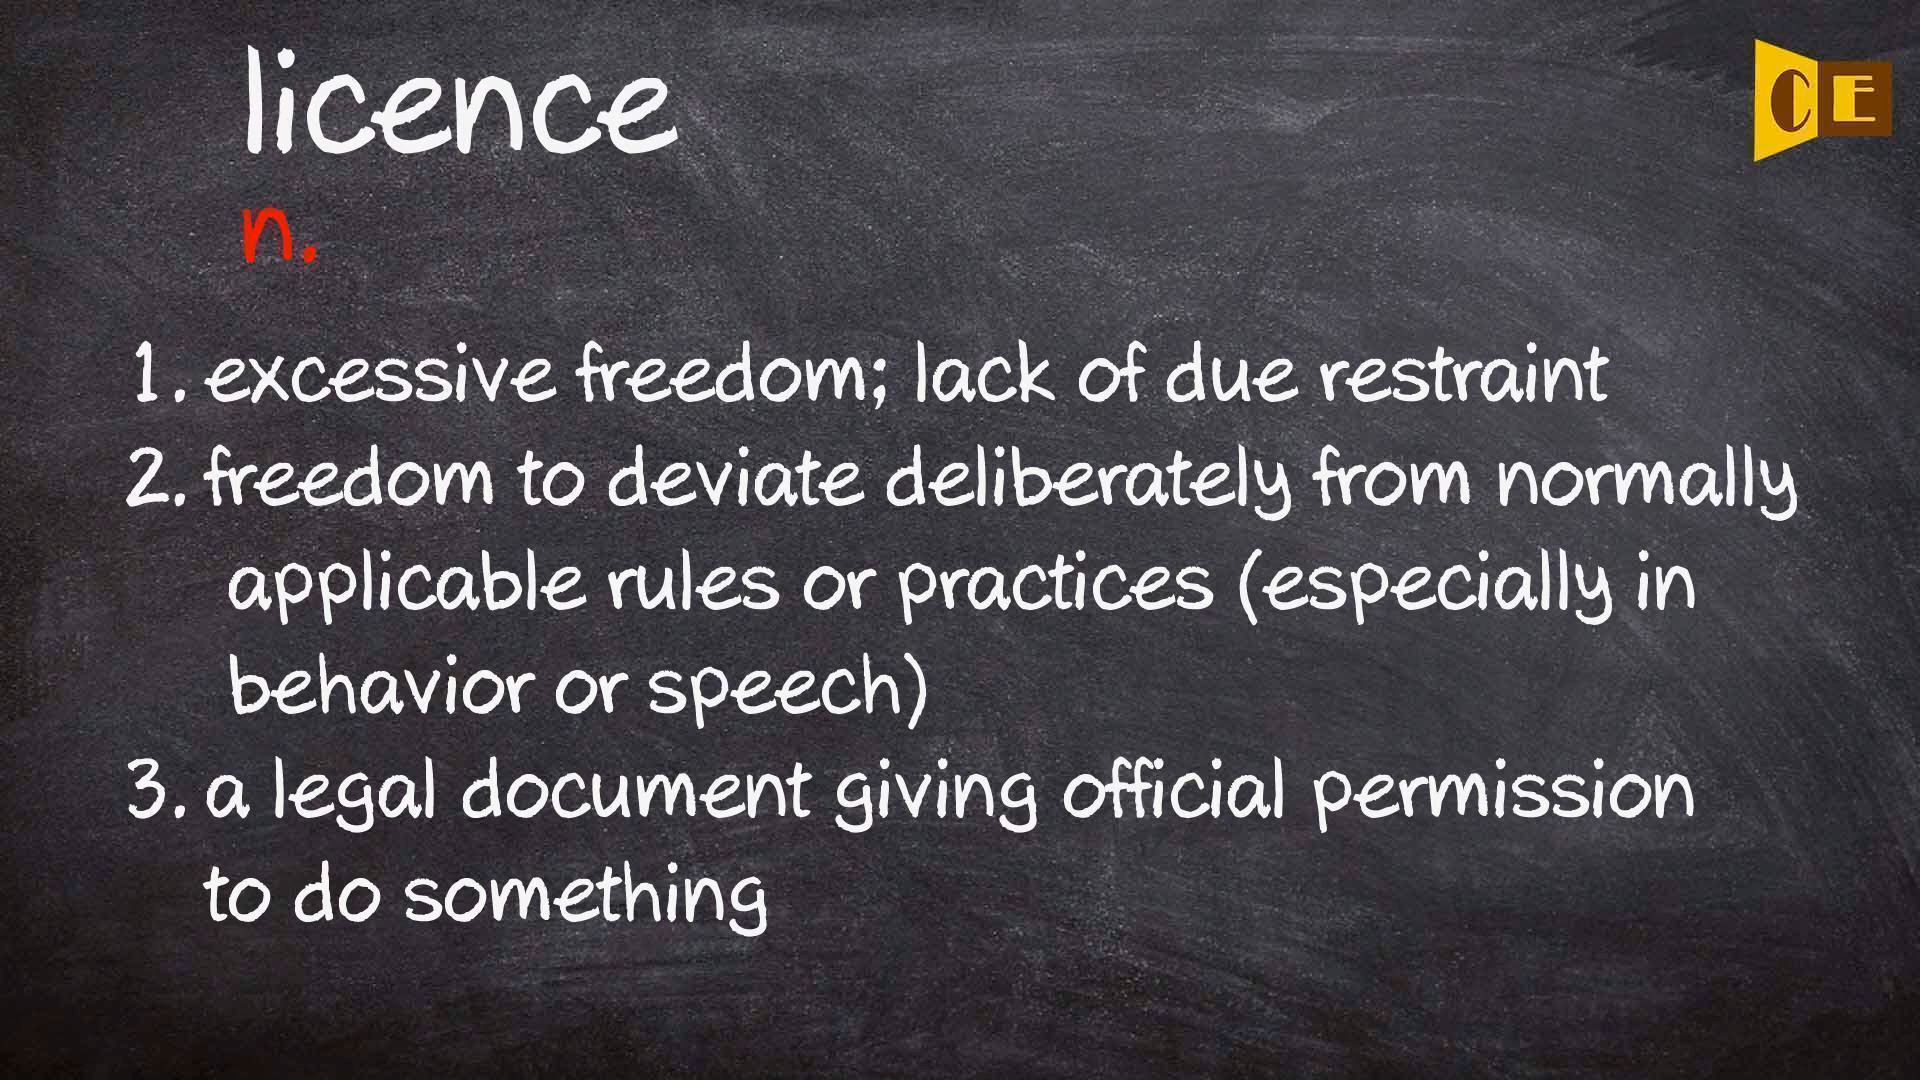 licence
CE
n.
1. excessive freedom; lack of due restraint
2. freedom to deviate deliberately from normally
applicable rules or practices (especially in
behavior or speech)
3. a legal document giving official permission
to do something